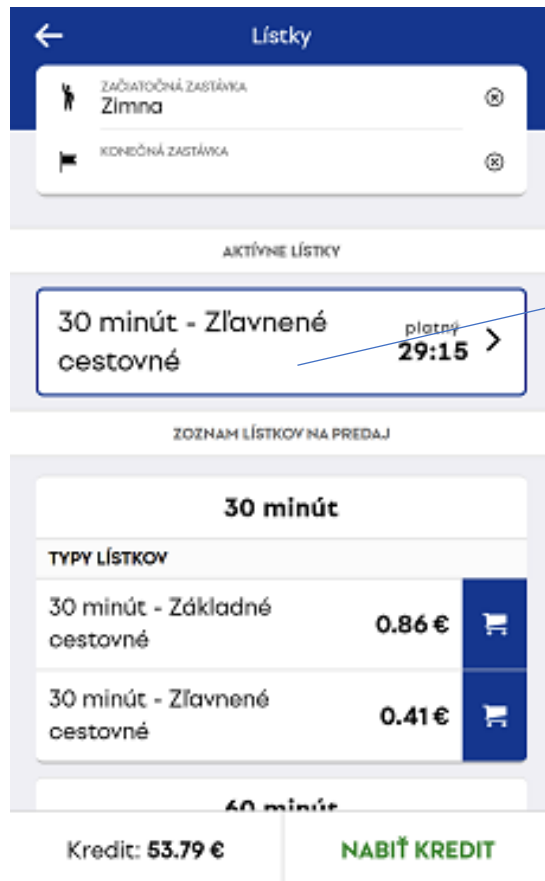 Lístky
ZAČIATOČNÁ ZASTÁVKA
Zimna
KONEČNÁ ZASTÁVKA
AKTÍVNE LÍSTKY
30 minút - Zľavnené
cestovné
platný
29:15
ZOZNAM LÍSTKOV NA PREDAJ
30 minút
TYPY LÍSTKOV
30 minút - Základné
cestovné
0.86 €
30 minút - Zľavnené
cestovné
0.41 €
60 minút
Kredit: 53.79 €
NABIŤ KREDIT